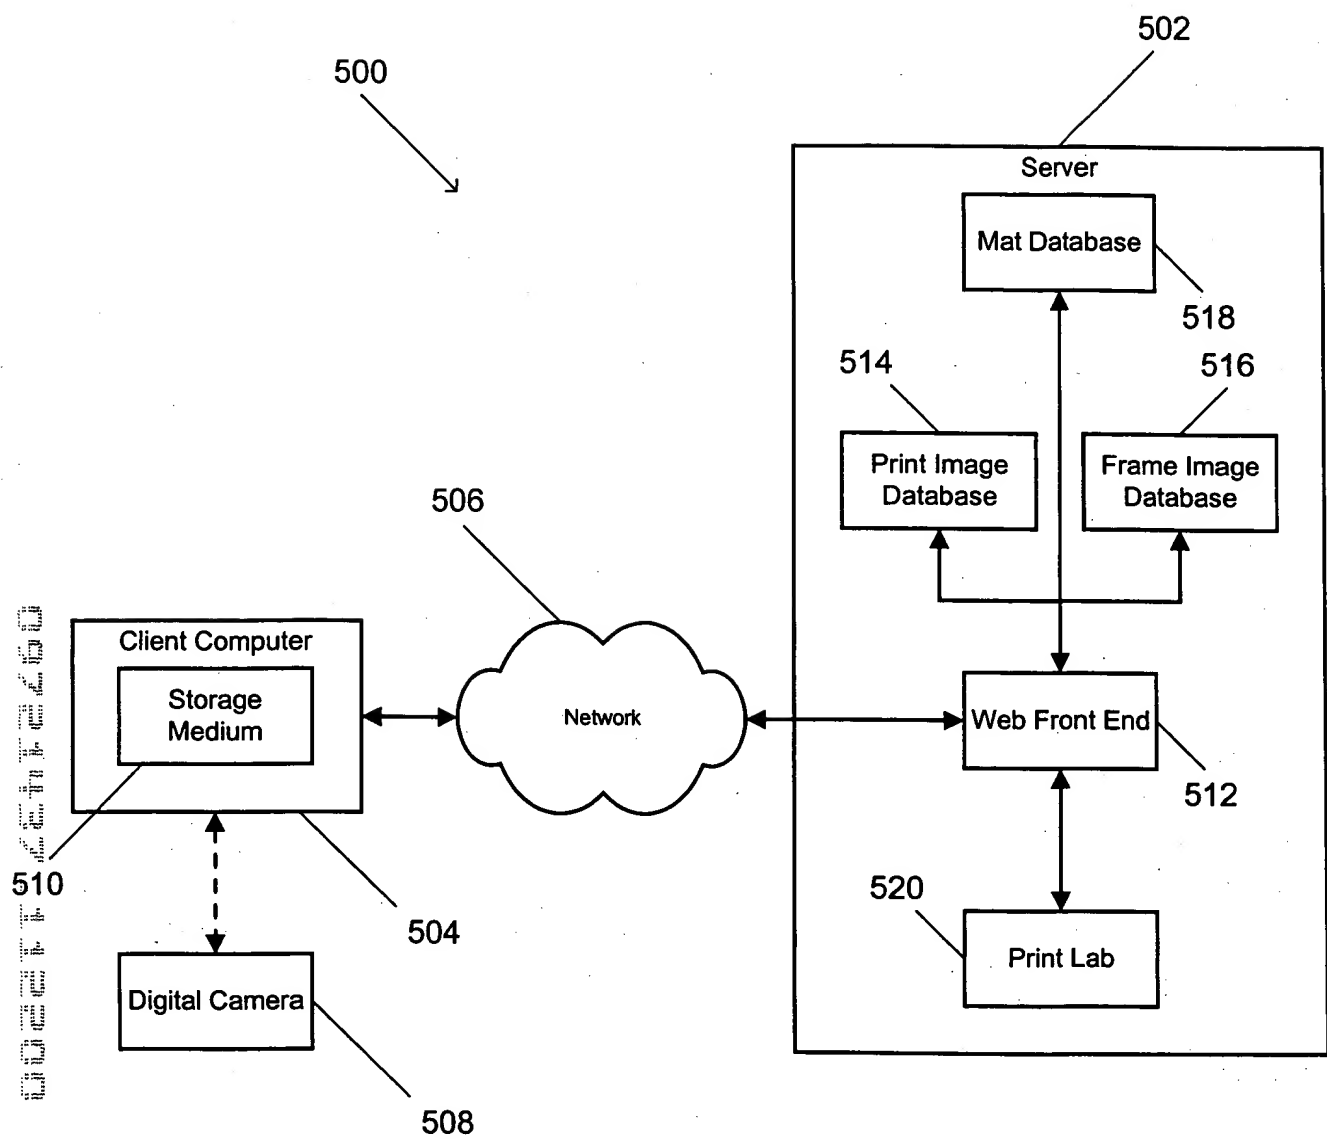 502
500
Server
Mat Database
518
514
516
Print Image
Database
Frame Image
Database
506
Client Computer
Storage
Medium
Network
Web Front End
512
510
504
520
Print Lab
Digital Camera
508